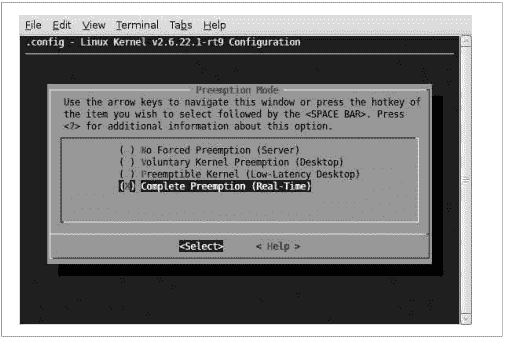 File Edit View Terminal Tabs Help
.config - Linux Kernel v2.6.22.1-rt9 Configuration
Preemption Mode
Use the arrow keys to navigate this window or press the hotkey of
the item you wish to select followed by the <SPACE BAR>. Press
<?> for additional information about this option.
( ) No Forced Preemption (Server)
( ) Voluntary Kernel Preemption (Desktop)
( ) Preemptible Kernel (Low-Latency Desktop)
(X) Complete Preemption (Real-Time)
<Select> < Help >